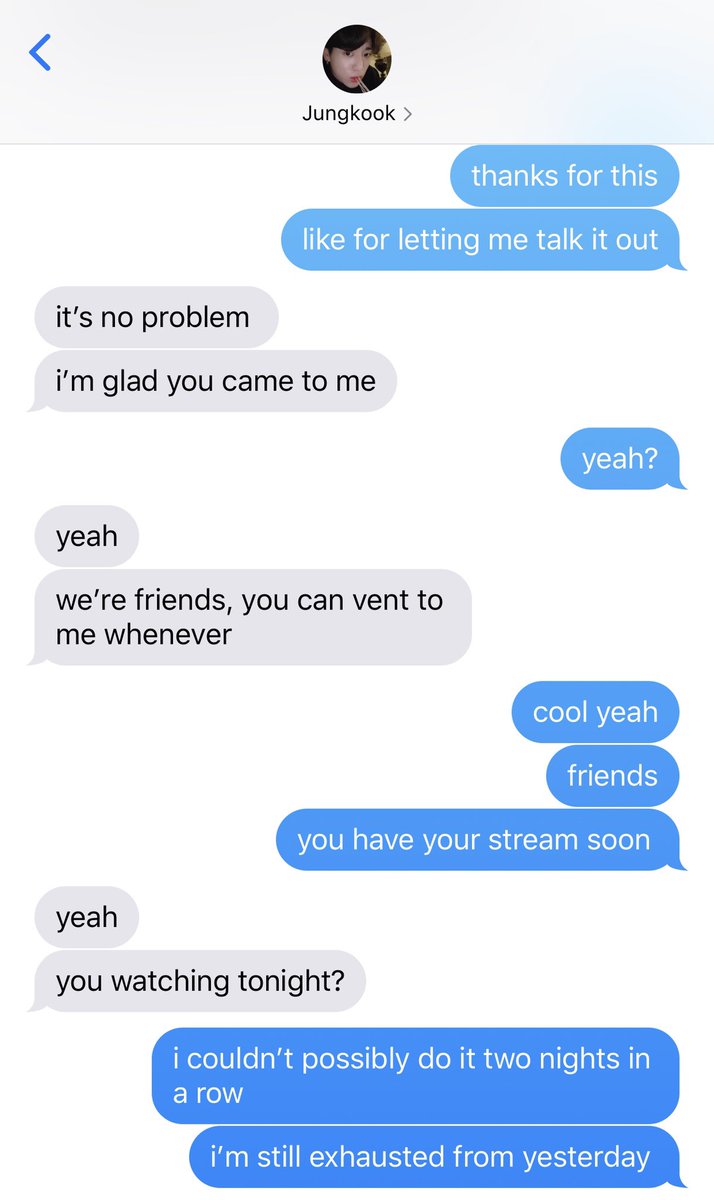 Jungkook
thanks for this
like for letting me talk it out
it’s no problem
i’m glad you came to me
yeah?
yeah
we’re friends, you can vent to
me whenever
cool yeah
friends
you have your stream soon
yeah
you watching tonight?
i couldn’t possibly do it two nights in
a row
i’m still exhausted from yesterday